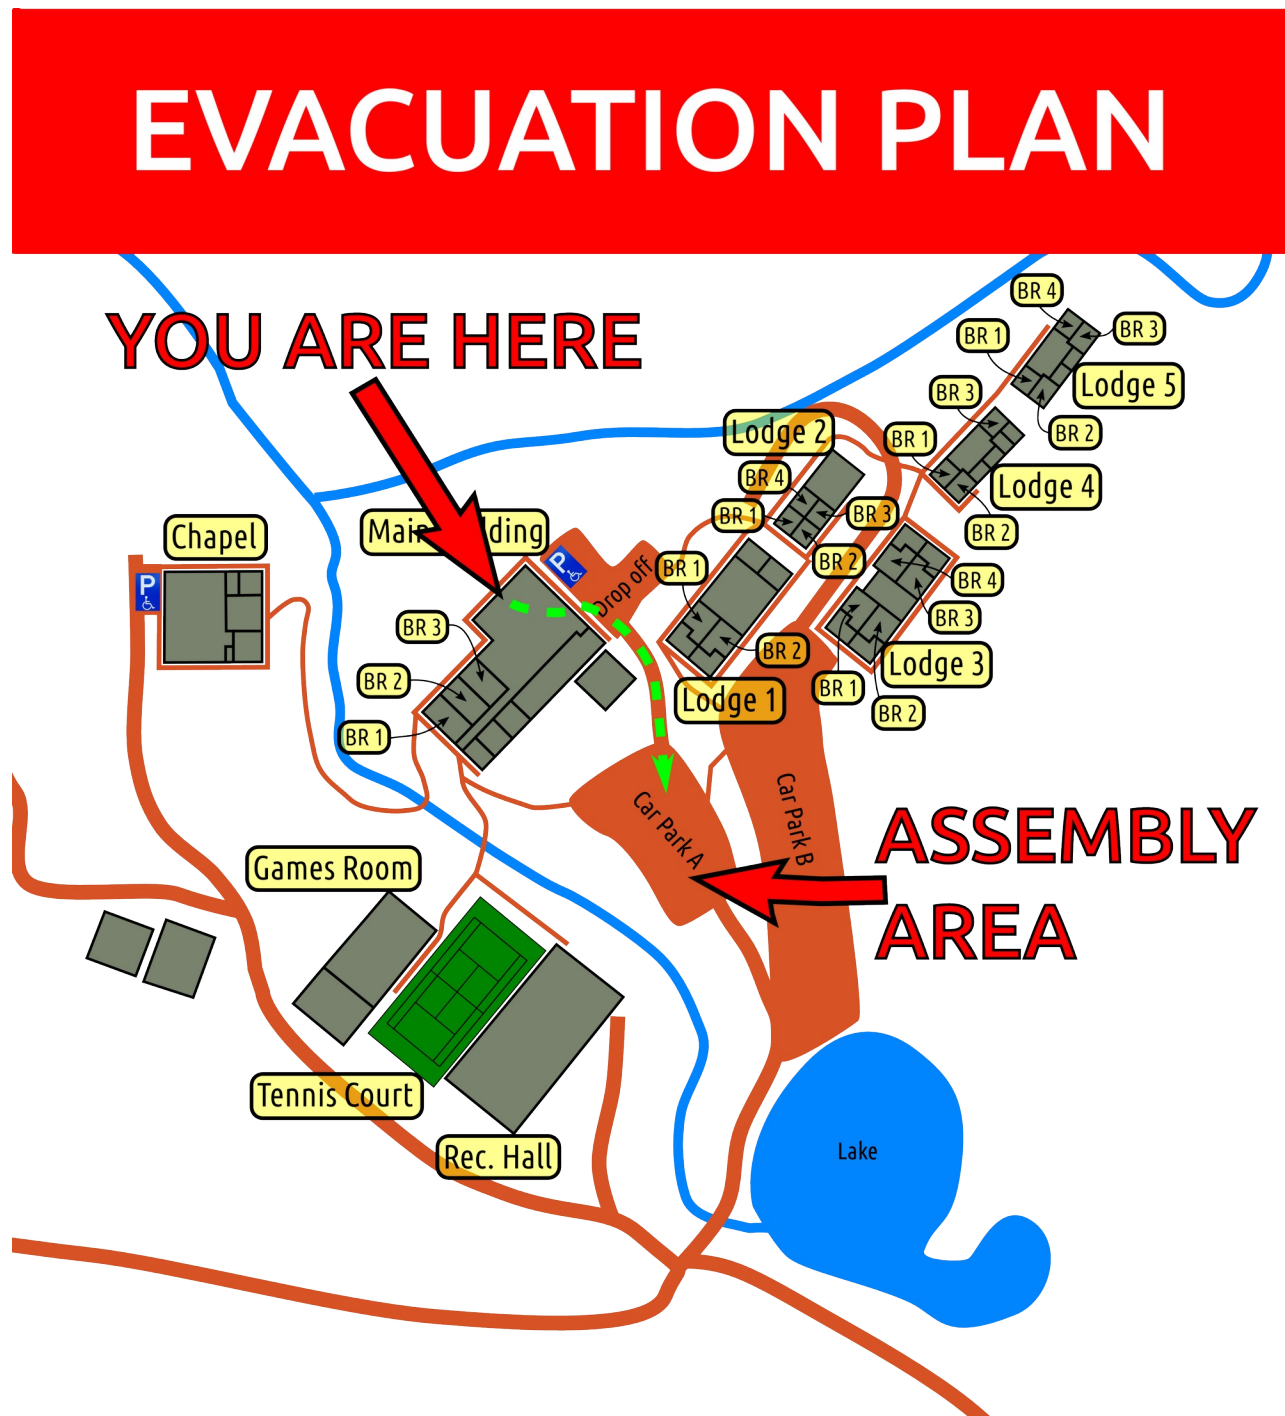 EVACUATION PLAN
YOU ARE HERE
BR 4
BR 1
BR 3
Lodge 5
BR 3
BR 2
Lodge 2
BR 1
BR 4
Lodge 4
BR 1
BR 3
BR 2
Chapel
Main Building
P
P
Drop off
BR 1
BR 2
BR 4
BR 3
BR 3
BR 2
Lodge 3
BR 2
BR 1
BR 2
Lodge 1
BR 1
Car Park A
Car Park B
ASSEMBLY
AREA
Games Room
Tennis Court
Rec. Hall
Lake